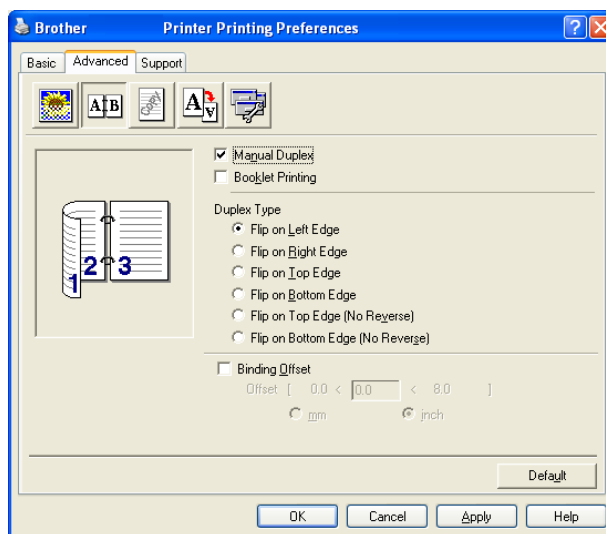 Brother Printer Printing Preferences
Basic Advanced Support
A B A A
Manual Duplex
Booklet Printing
1 2 3
Duplex Type
Flip on Left Edge
Flip on Right Edge
Flip on Top Edge
Flip on Bottom Edge
Flip on Top Edge (No Reverse)
Flip on Bottom Edge (No Reverse)
Binding Offset
Offset [ 0.0 < 0.0 < 8.0 ]
mm inch
Default
OK Cancel Apply Help